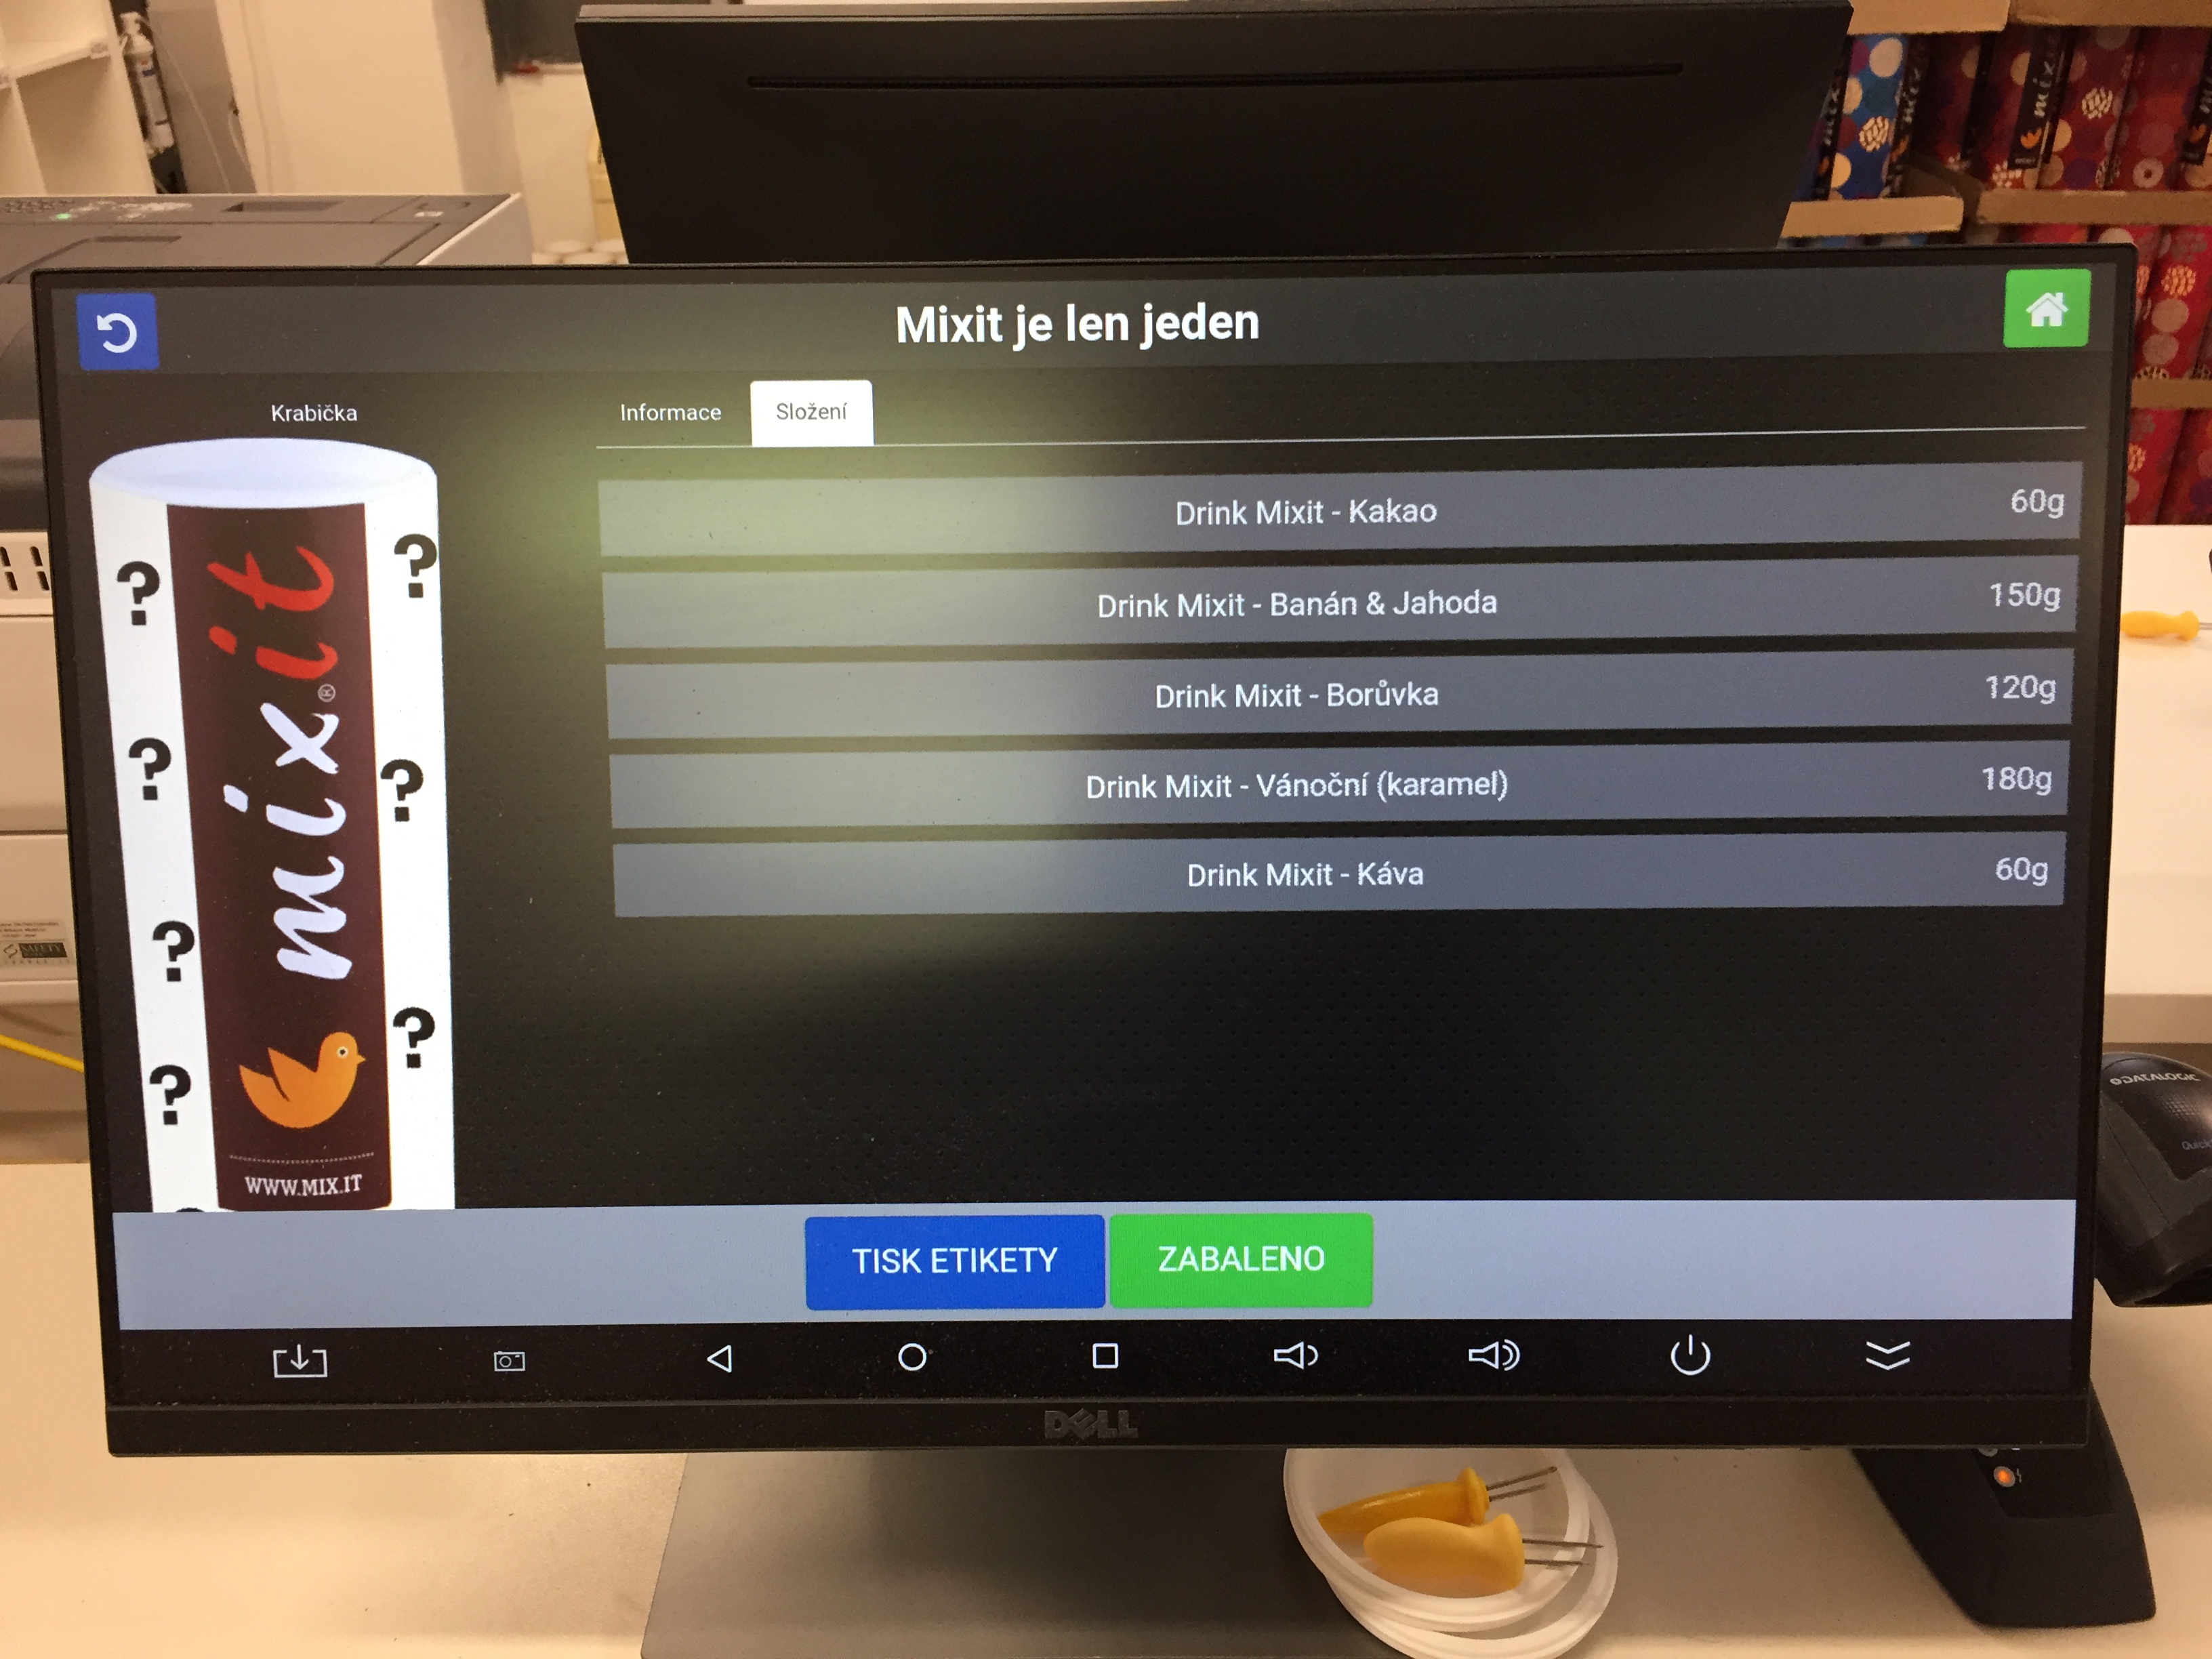 Mixit je len jeden
Krabička
Informace
Složení
Drink Mixit - Kakao
60g
Drink Mixit - Banán & Jahoda
150g
Drink Mixit - Borůvka
120g
Drink Mixit - Vánoční (karamel)
180g
Drink Mixit - Káva
60g
?
?
?
?
?
?
?
mixit®
WWW.MIX.IT
TISK ETIKETY
ZABALENO
DELL
DATALOGIC
SAFETY
mix